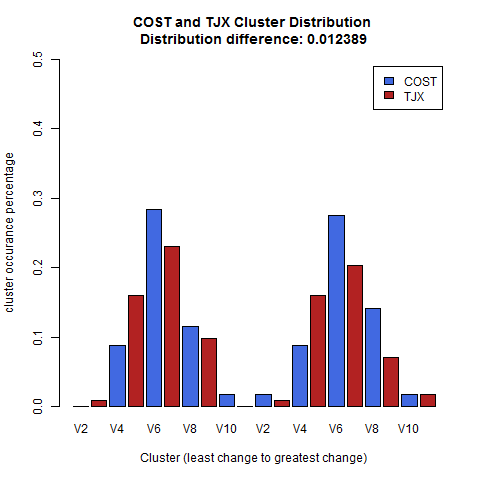 COST and TJX Cluster Distribution
Distribution difference: 0.012389
COST
TJX
cluster occurance percentage
0.5
0.4
0.3
0.2
0.1
0.0
V2 V4 V6 V8 V10 V2 V4 V6 V8 V10
Cluster (least change to greatest change)